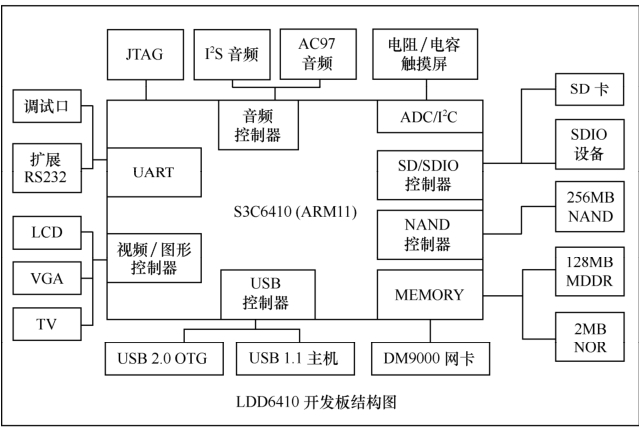 JTAG
I²S 音频
AC97
音频
电阻/电容
触摸屏
SD 卡
调试口
音频
控制器
ADC/I²C
SDIO
设备
扩展
RS232
UART
SD/SDIO
控制器
256MB
NAND
S3C6410 (ARM11)
NAND
控制器
LCD
视频/图形
控制器
128MB
MDDR
VGA
USB
控制器
MEMORY
TV
2MB
NOR
USB 2.0 OTG
USB 1.1 主机
DM9000 网卡
LDD6410 开发板结构图